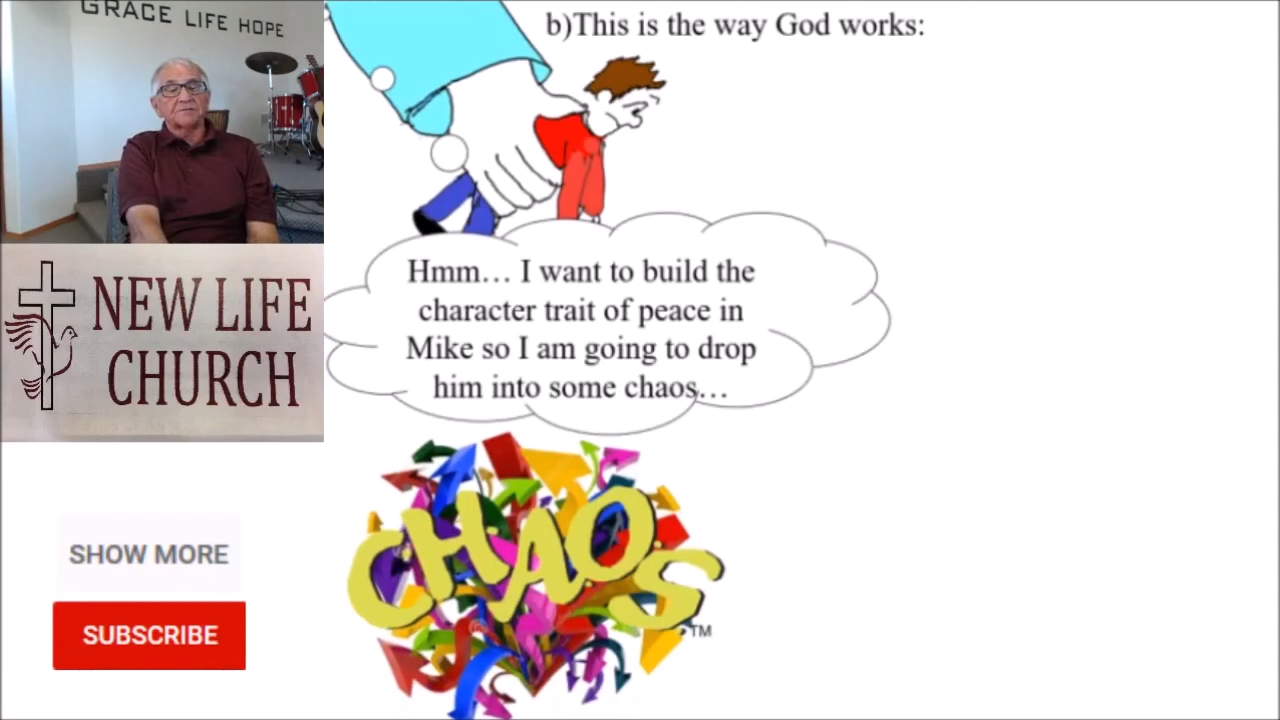 GRACE LIFE HOPE
b)This is the way God works:
Hmm… I want to build the
character trait of peace in
Mike so I am going to drop
him into some chaos…
NEW LIFE
CHURCH
CHAOS
TM
SHOW MORE
SUBSCRIBE